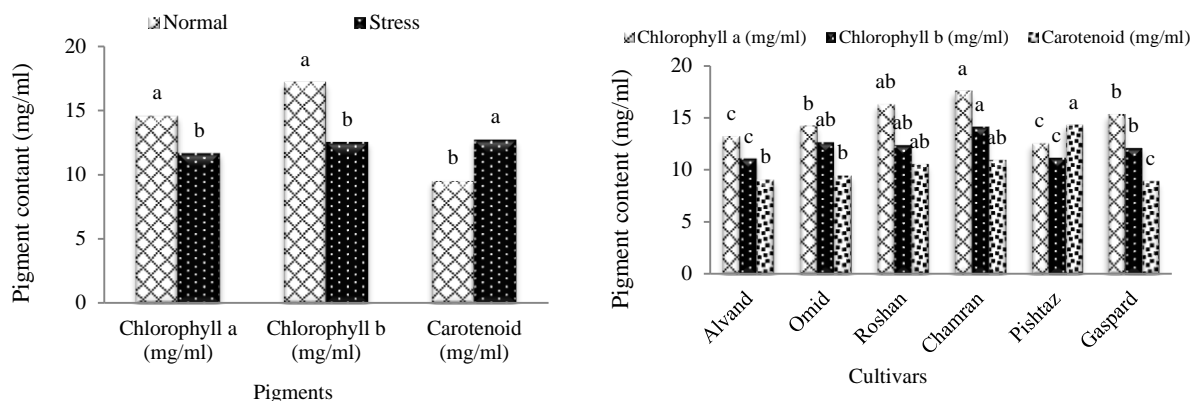 Normal Stress
Pigment contant (mg/ml)
20
15
10
5
0
a
b
a
b
b
a
Chlorophyll a
(mg/ml)
Chlorophyll b
(mg/ml)
Carotenoid
(mg/ml)
Pigments
Chlorophyll a (mg/ml) Chlorophyll b (mg/ml) Carotenoid (mg/ml)
Pigment content (mg/ml)
20
15
10
5
0
c
c
b
b
ab
b
ab
ab
ab
a
a
ab
c
c
a
b
b
c
Alvand
Omid
Roshan
Chamran
Pishtaz
Gaspard
Cultivars